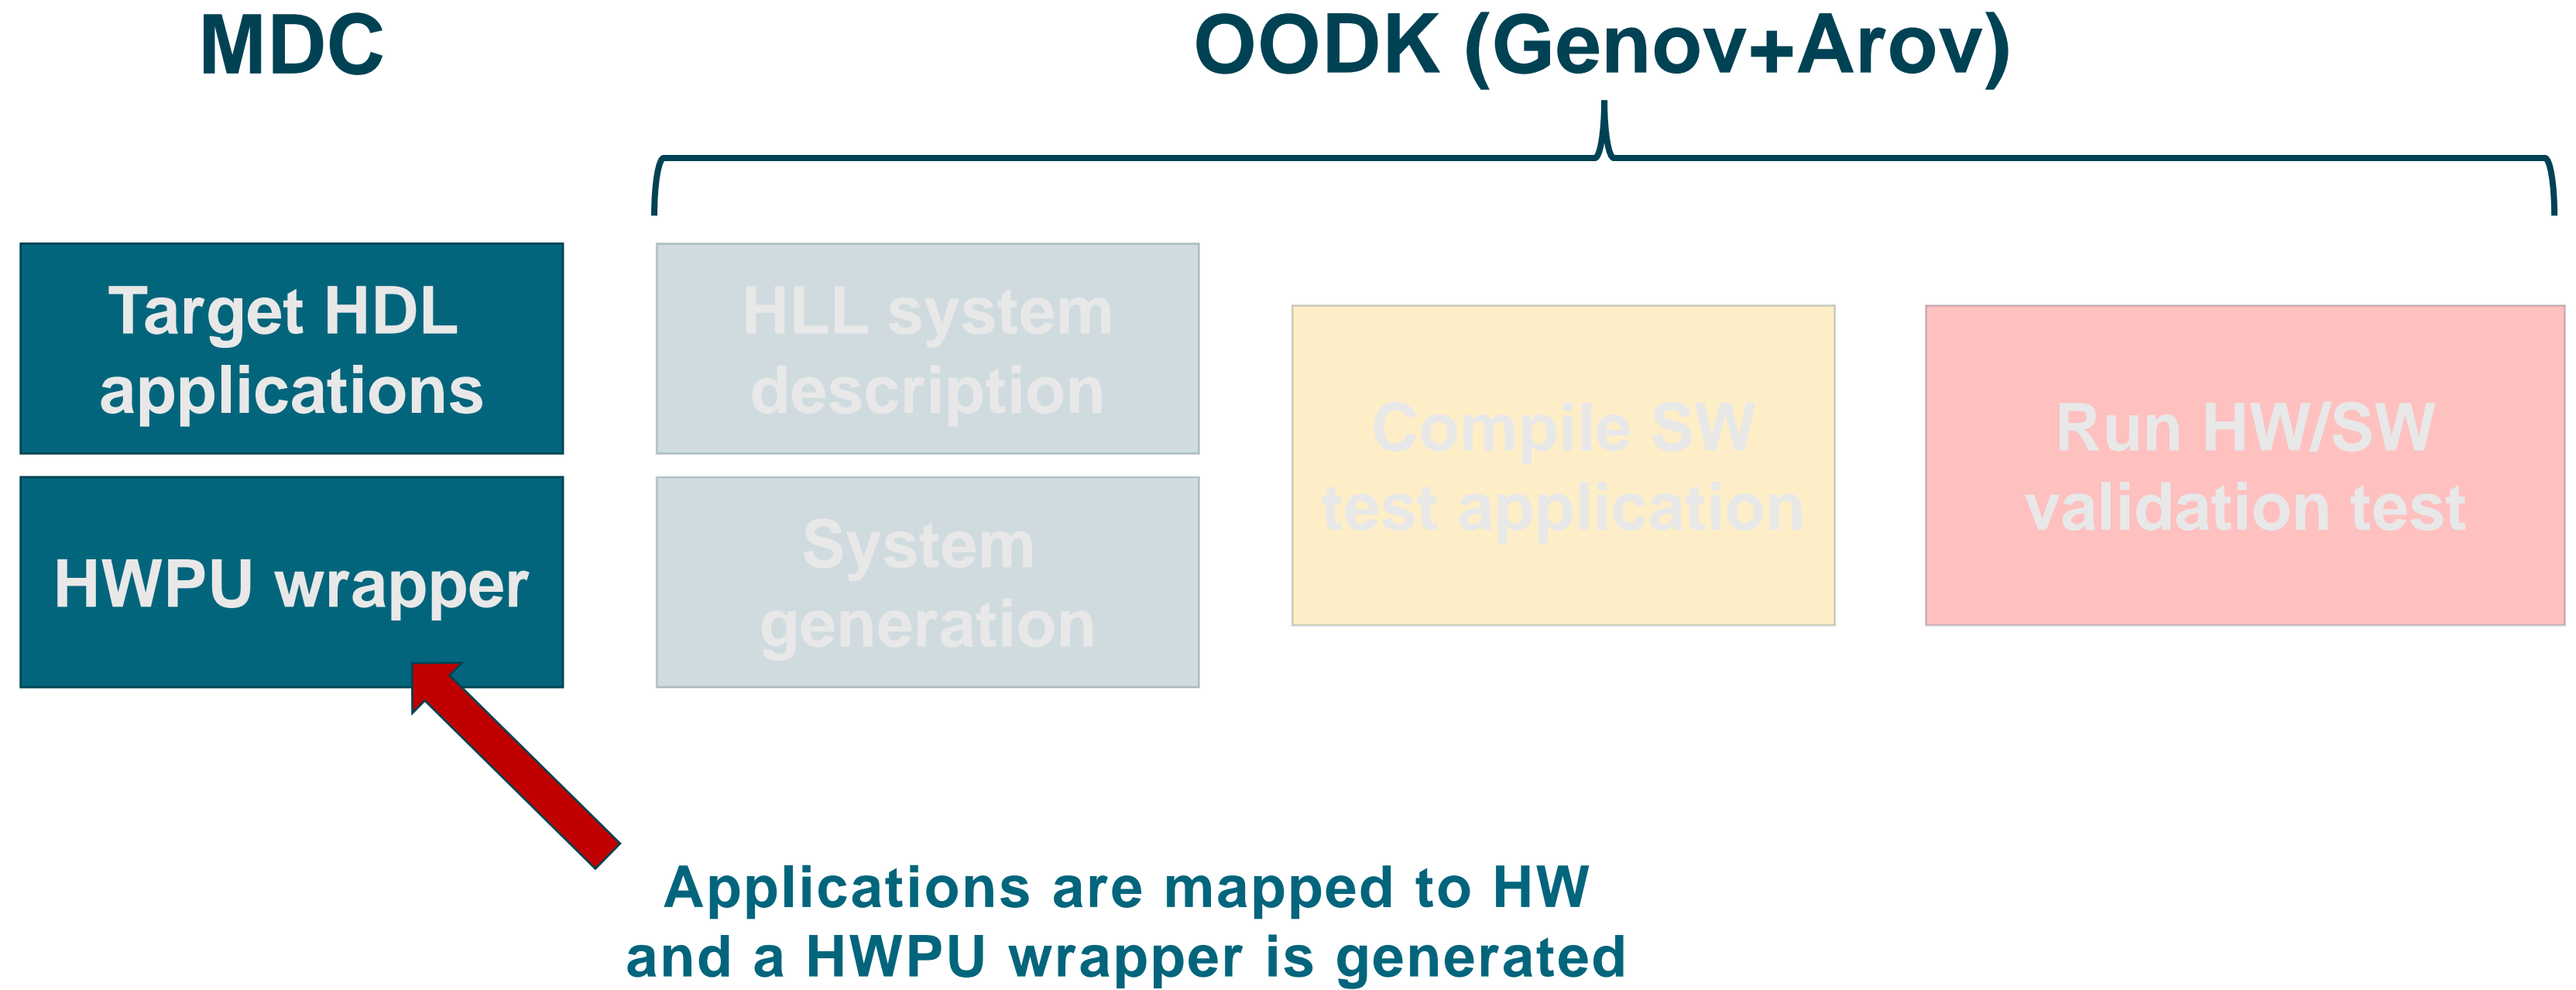 MDC
OODK (Genov+Arov)
Target HDL
applications
HWPU wrapper
HLL system
description
System
generation
Compile SW
test application
Run HW/SW
validation test
Applications are mapped to HW
and a HWPU wrapper is generated